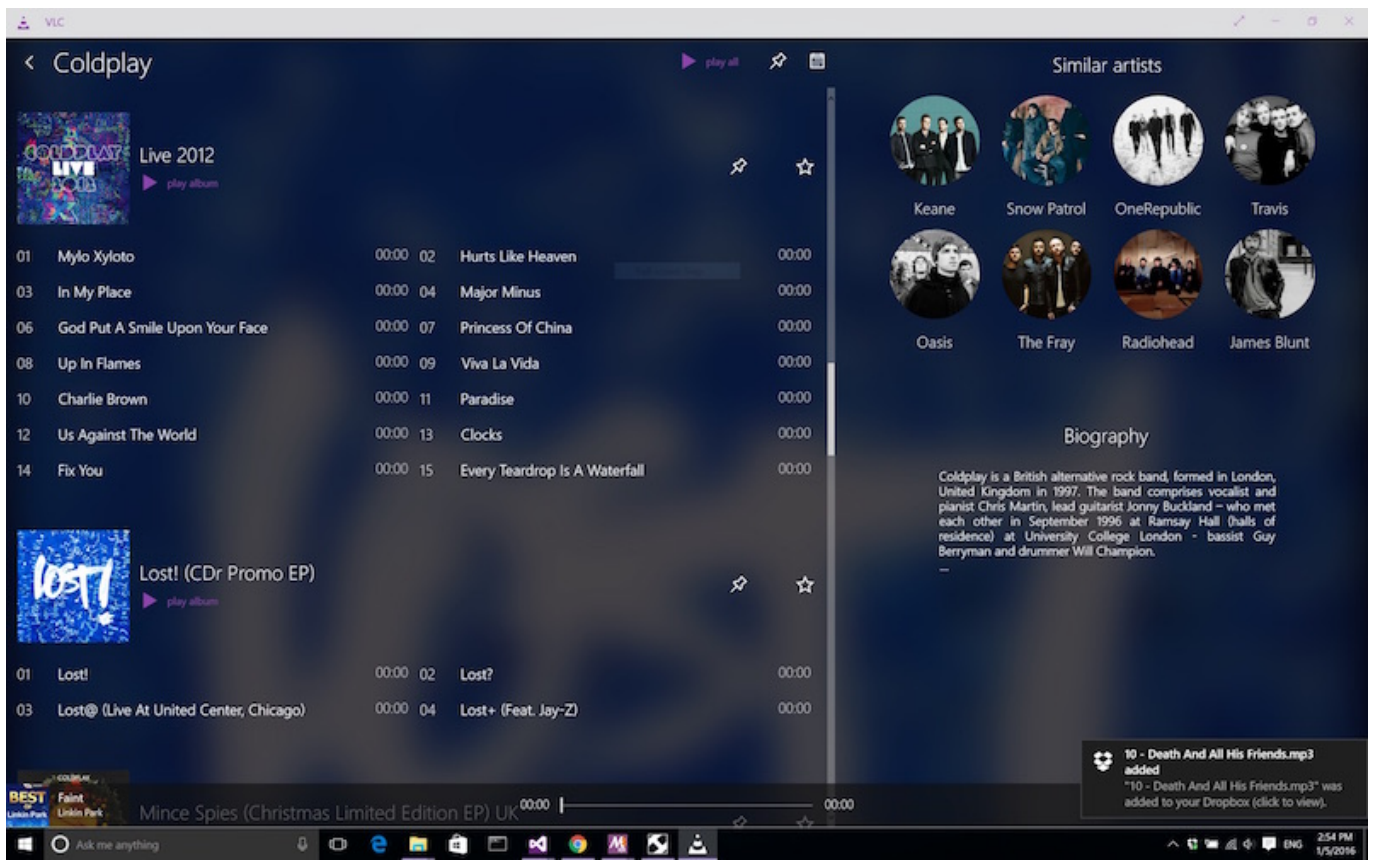 VLC
Coldplay
play all
Similar artists
COLDPLAY
LIVE
2012
Live 2012
play album
Keane Snow Patrol OneRepublic Travis
01 Mylo Xyloto 00:00 02 Hurts Like Heaven 00:00
03 In My Place 00:00 04 Major Minus 00:00
06 God Put A Smile Upon Your Face 00:00 07 Princess Of China 00:00
08 Up In Flames 00:00 09 Viva La Vida 00:00
10 Charlie Brown 00:00 11 Paradise 00:00
12 Us Against The World 00:00 13 Clocks 00:00
14 Fix You 00:00 15 Every Teardrop Is A Waterfall 00:00
Oasis The Fray Radiohead James Blunt
Biography
Coldplay is a British alternative rock band, formed in London,
United Kingdom in 1997. The band comprises vocalist and
pianist Chris Martin, lead guitarist Jonny Buckland – who met
each other in September 1996 at Ramsay Hall (halls of
residence) at University College London - bassist Guy
Berryman and drummer Will Champion.
...
LOST!
Lost! (CDr Promo EP)
play album
01 Lost! 00:00 02 Lost? 00:00
03 Lost@ (Live At United Center, Chicago) 00:00 04 Lost+ (Feat. Jay-Z) 00:00
10 - Death And All His Friends.mp3
added
"10 - Death And All His Friends.mp3" was
added to your Dropbox (click to view).
COLDPLAY
BEST
OF
Linkin Park
Faint
Linkin Park
Mince Spies (Christmas Limited Edition EP) UK
00:00 00:00
Ask me anything
ENG
2:54 PM
1/5/2016